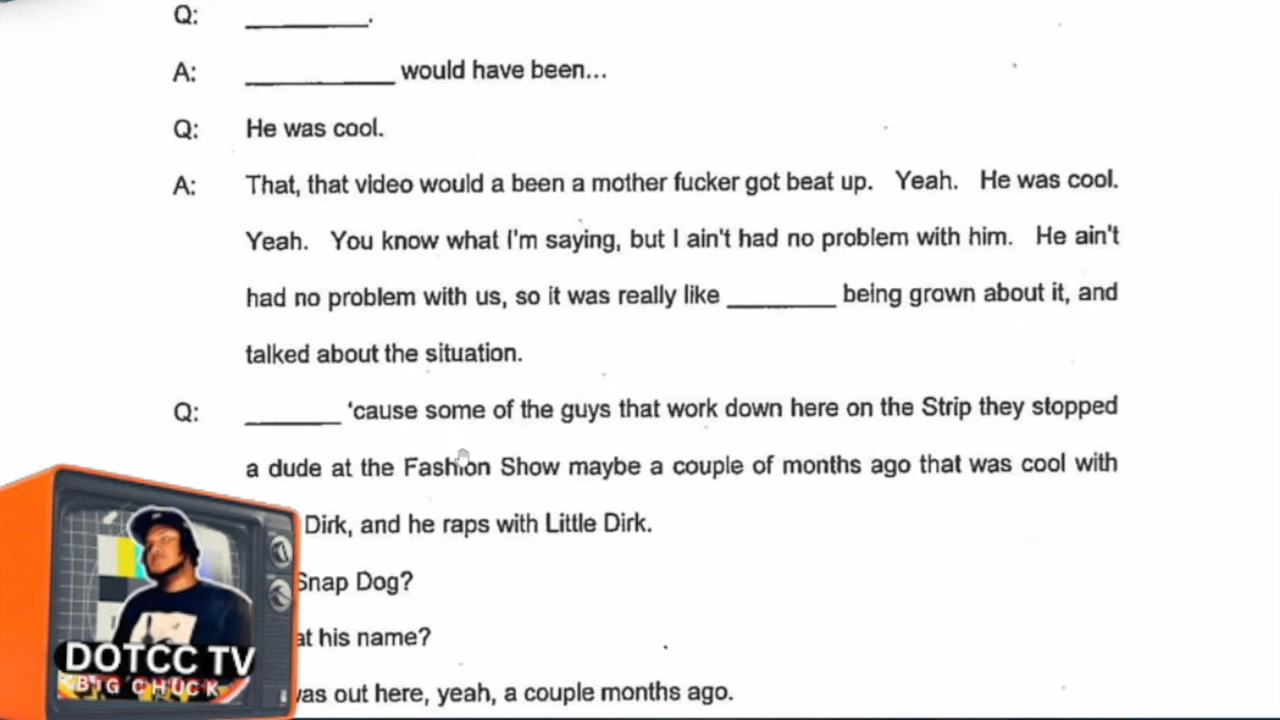 Q: ________.
A: ________ would have been...
Q: He was cool.
A: That, that video would a been a mother fucker got beat up. Yeah. He was cool.
Yeah. You know what I'm saying, but I ain't had no problem with him. He ain't
had no problem with us, so it was really like ________ being grown about it, and
talked about the situation.
Q: ________ 'cause some of the guys that work down here on the Strip they stopped
a dude at the Fashion Show maybe a couple of months ago that was cool with
Dirk, and he raps with Little Dirk.
Snap Dog?
his name?
out here, yeah, a couple months ago.
DOTCC TV
BIG CHUCK